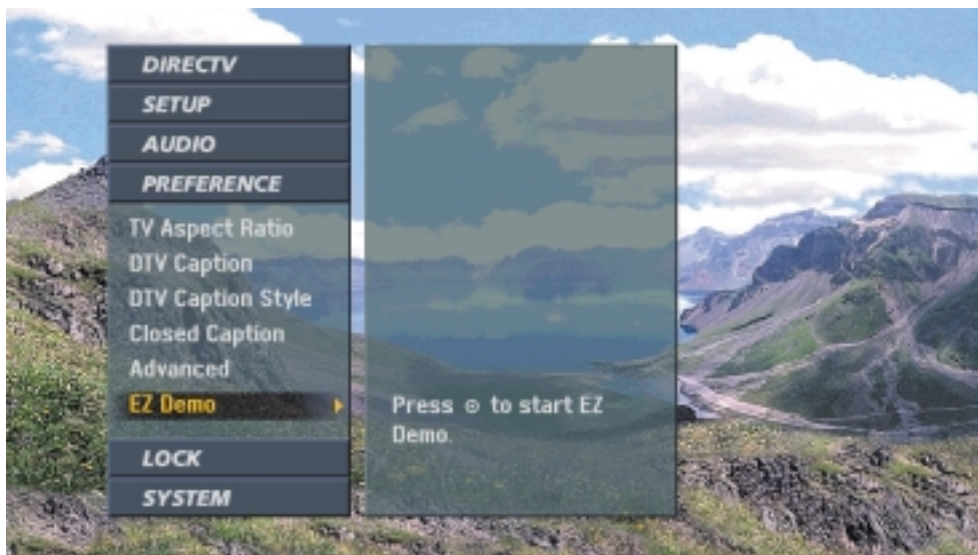 DIRECTV
SETUP
AUDIO
PREFERENCE
TV Aspect Ratio
DTV Caption
DTV Caption Style
Closed Caption
Advanced
EZ Demo
LOCK
SYSTEM
Press ⊙ to start EZ
Demo.